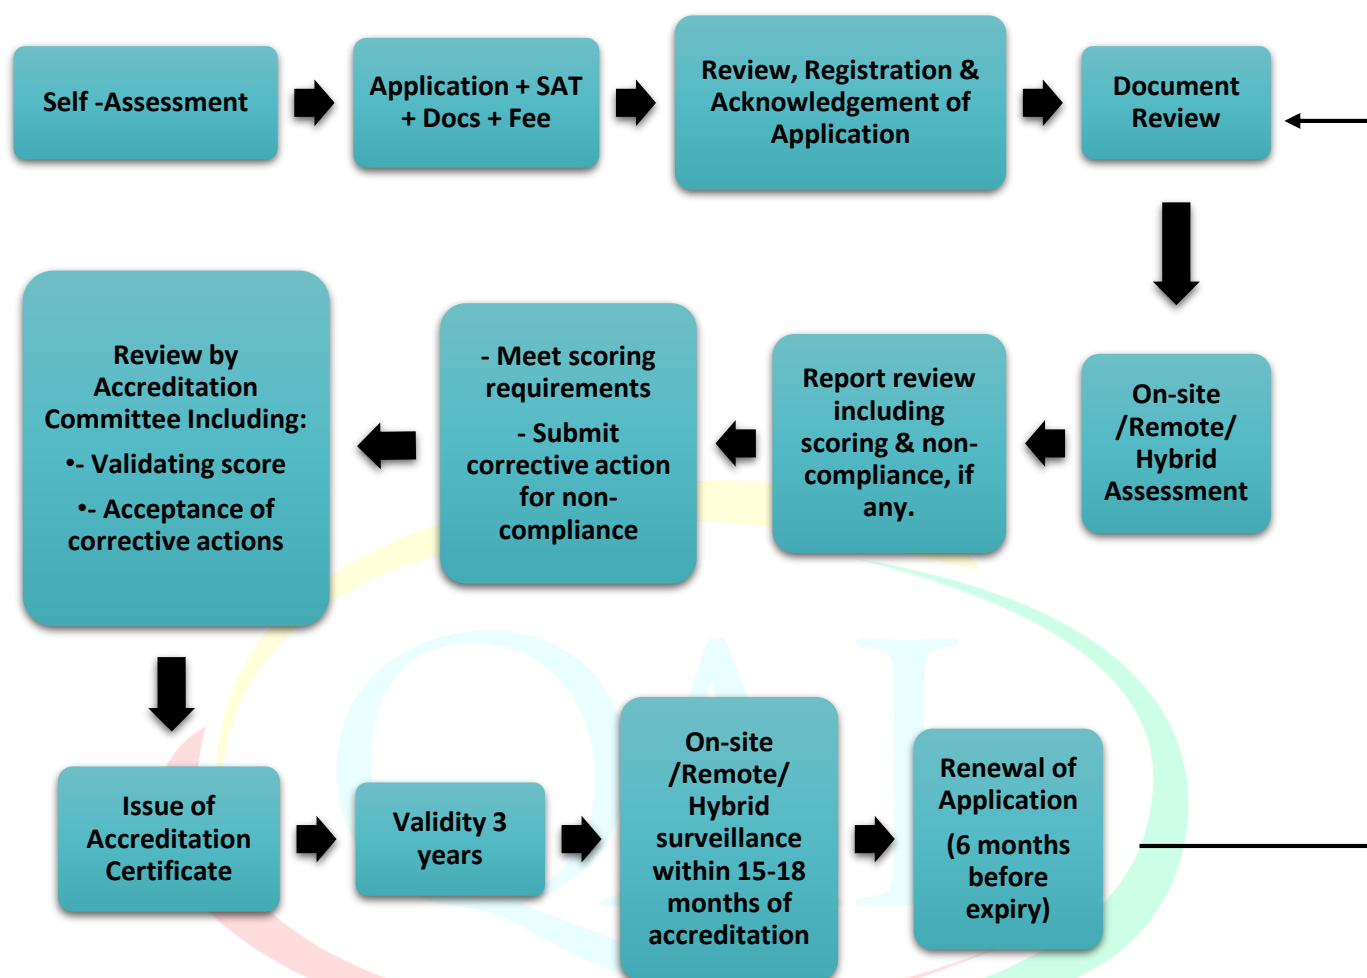 Self -Assessment
Application + SAT
+ Docs + Fee
Review, Registration &
Acknowledgement of
Application
Document
Review
On-site
/Remote/
Hybrid
Assessment
Report review
including
scoring & non-
compliance, if
any.
- Meet scoring
requirements
- Submit
corrective action
for non-
compliance
Review by
Accreditation
Committee Including:
•- Validating score
•- Acceptance of
corrective actions
Issue of
Accreditation
Certificate
Validity 3
years
On-site
/Remote/
Hybrid
surveillance
within 15-18
months of
accreditation
Renewal of
Application
(6 months
before
expiry)
QAI